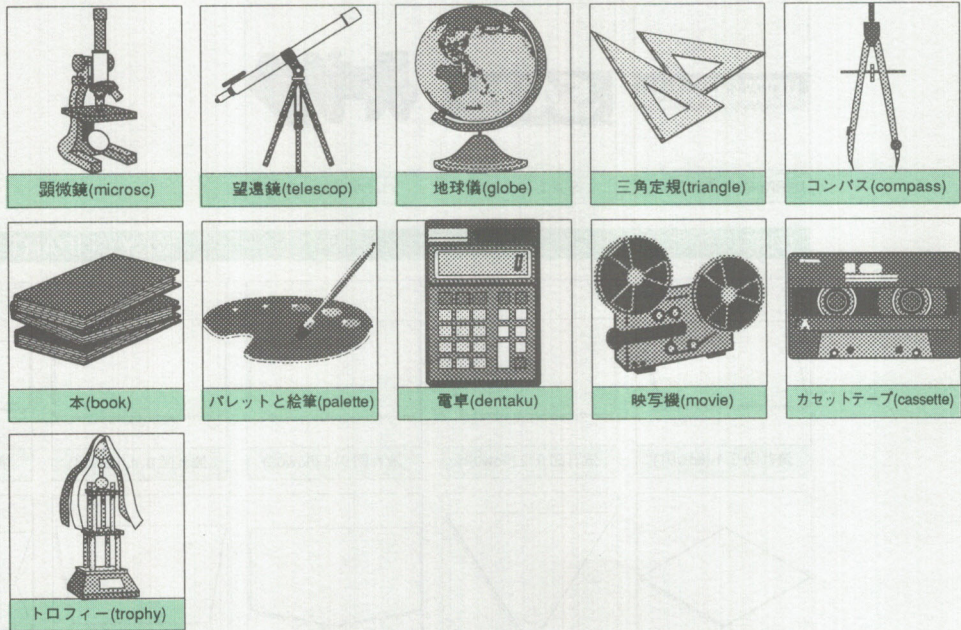 顕微鏡(microsc)
望遠鏡(telescop)
地球儀(globe)
三角定規(triangle)
コンパス(compass)
0
A
本(book)
パレットと絵筆(palette)
電卓(dentaku)
映写機(movie)
カセットテープ(cassette)
トロフィー(trophy)